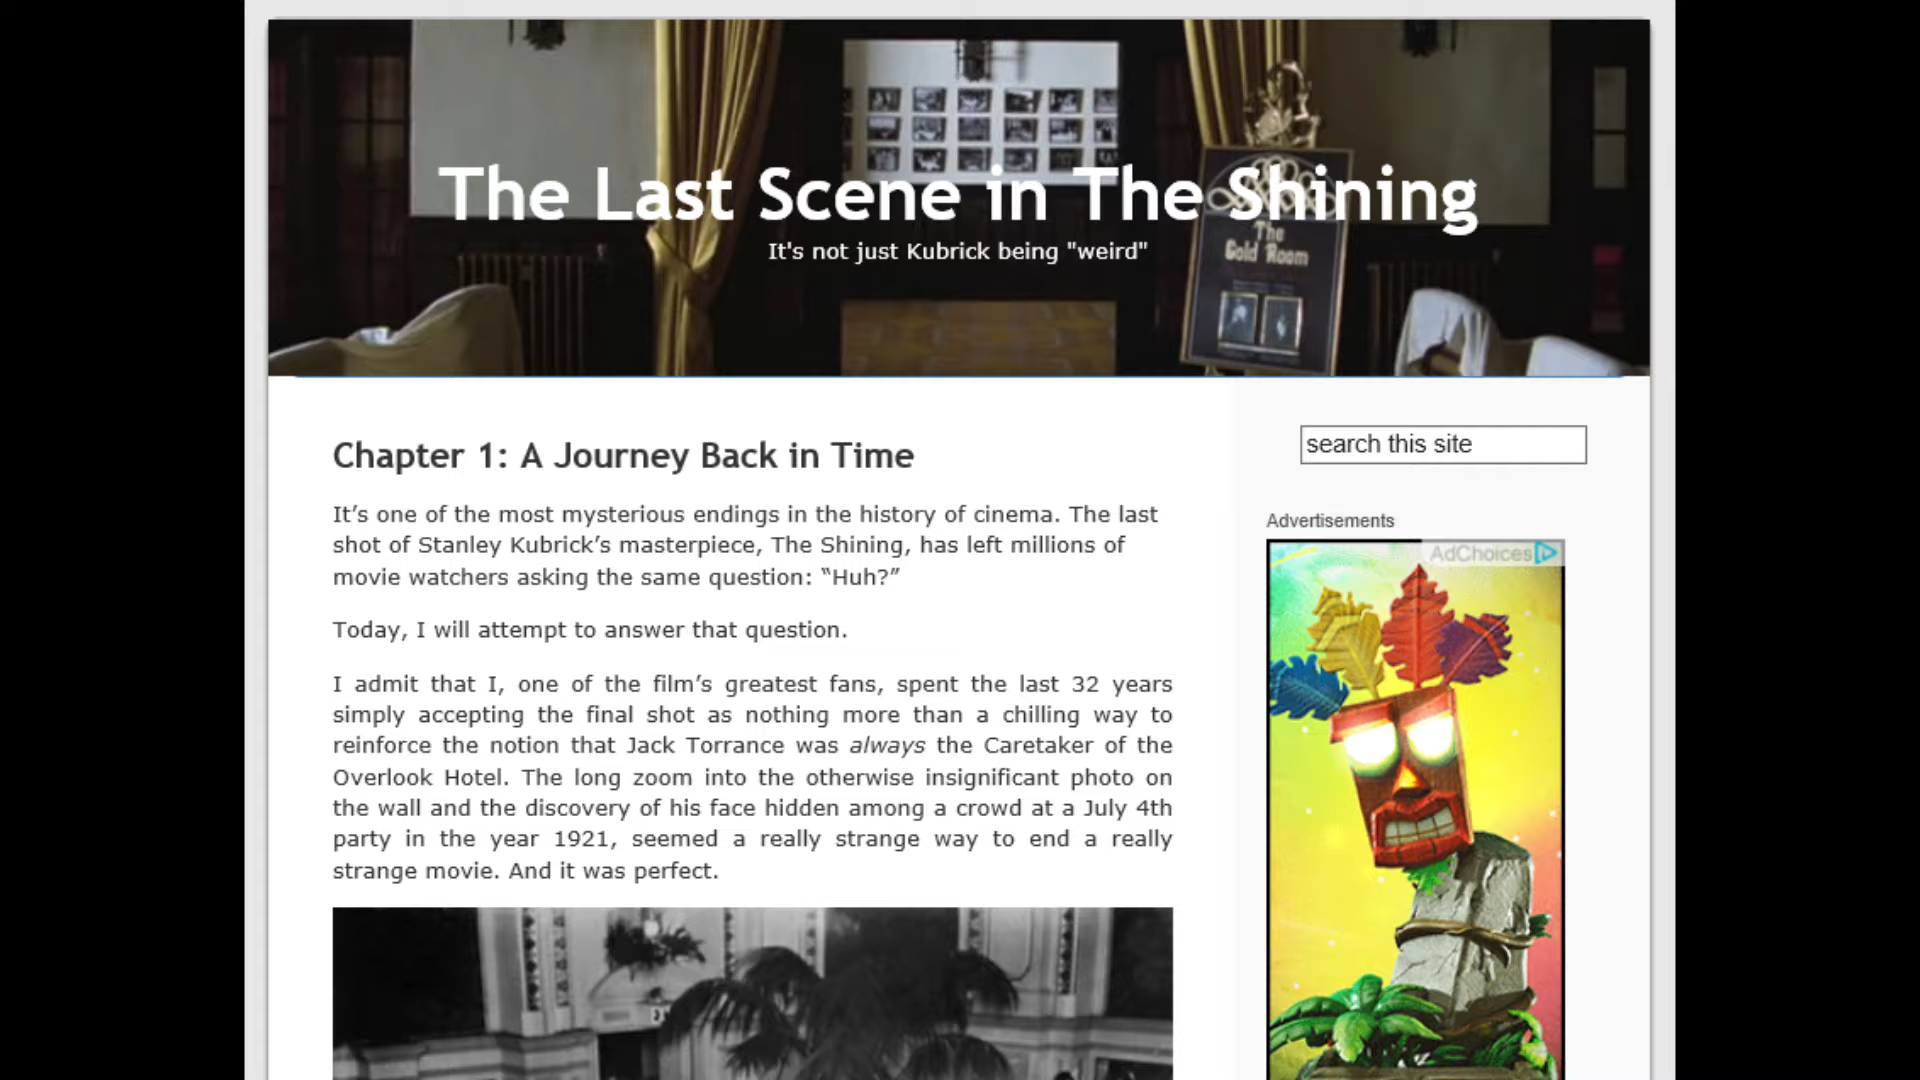 The Last Scene in The Shining
It's not just Kubrick being "weird"
The
Gold Room
Chapter 1: A Journey Back in Time
It’s one of the most mysterious endings in the history of cinema. The last
shot of Stanley Kubrick’s masterpiece, The Shining, has left millions of
movie watchers asking the same question: “Huh?”
Today, I will attempt to answer that question.
I admit that I, one of the film’s greatest fans, spent the last 32 years
simply accepting the final shot as nothing more than a chilling way to
reinforce the notion that Jack Torrance was always the Caretaker of the
Overlook Hotel. The long zoom into the otherwise insignificant photo on
the wall and the discovery of his face hidden among a crowd at a July 4th
party in the year 1921, seemed a really strange way to end a really
strange movie. And it was perfect.
search this site
Advertisements
AdChoices